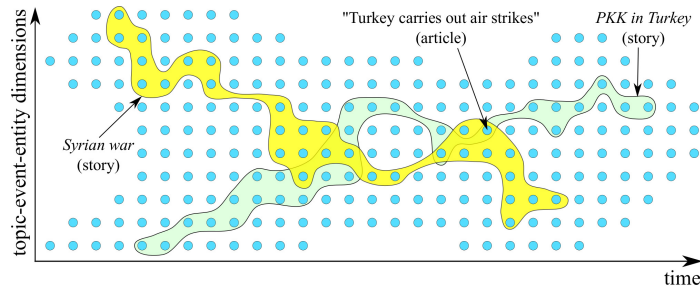 "Turkey carries out air strikes"
(article)
PKK in Turkey
(story)
topic-event-entity dimensions
Syrian war
(story)
time